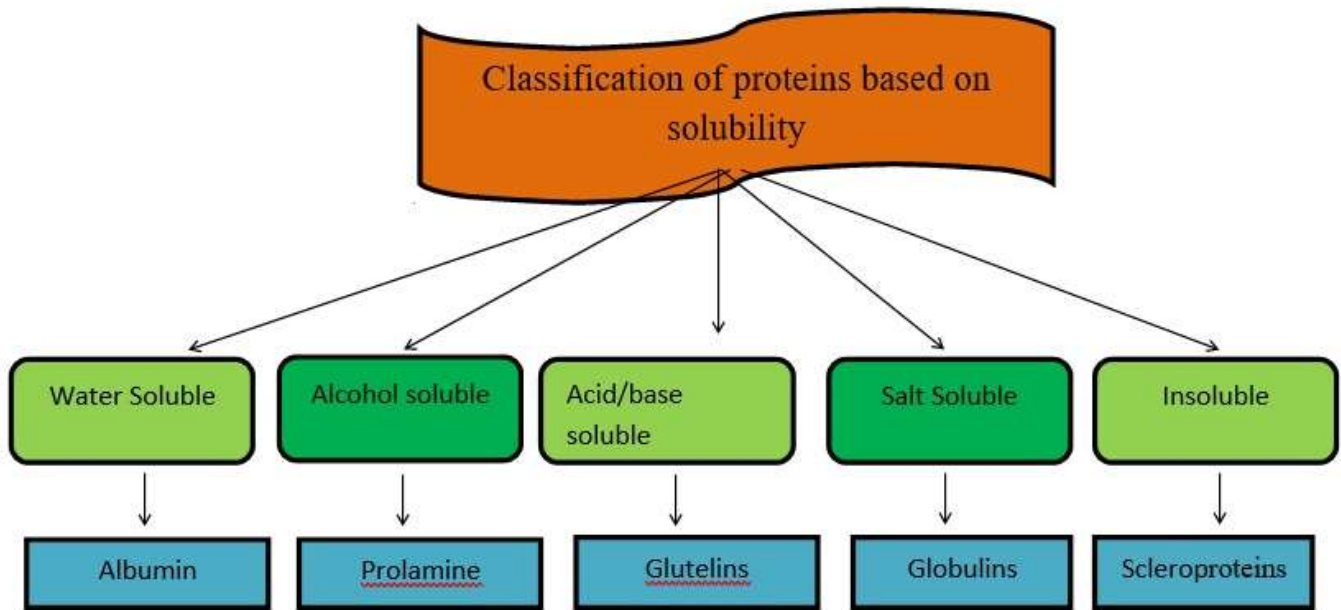 Classification of proteins based on
solubility
Water Soluble
Alcohol soluble
Acid/base
soluble
Salt Soluble
Insoluble
Albumin
Prolamine
Glutelins
Globulins
Scleroproteins